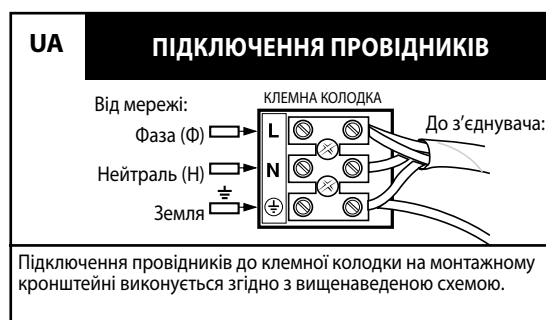 UA
ПІДКЛЮЧЕННЯ ПРОВІДНИКІВ
Від мережі:
КЛЕМНА КОЛОДКА
До з’єднувача:
Фаза (Ф)
L
Нейтраль (Н)
N
Земля
Підключення провідників до клемної колодки на монтажному
кронштейні виконується згідно з вищенаведеною схемою.